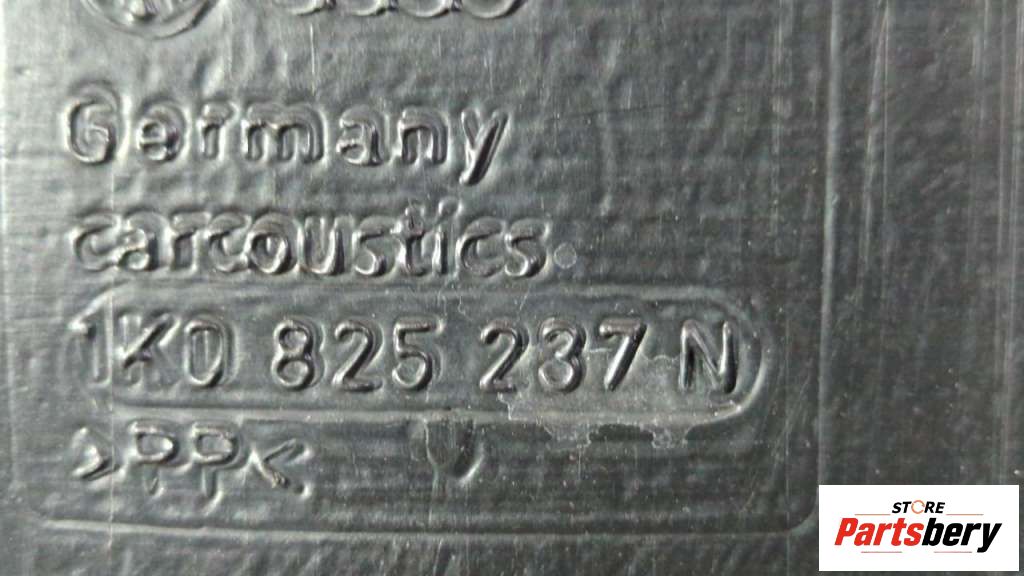 Germany
carcoustics
1K0 825 237 N
>PP<
STORE
Partsbery